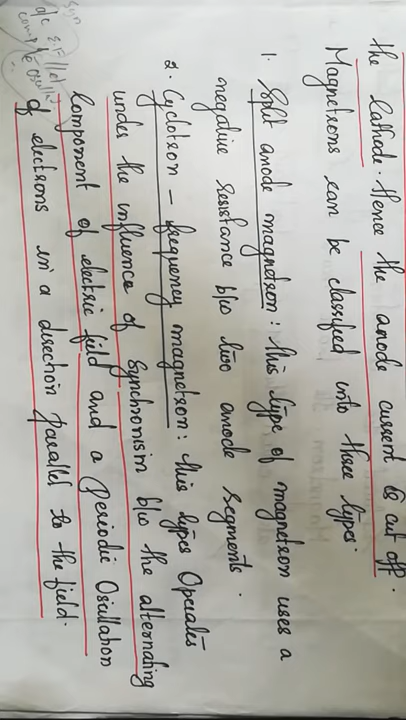 the Cathode. Hence the anode current is cut off.
Magnetrons can be classified into three types.
1. Split anode magnetron: this type of magnetron uses a
negative resistance b/w two anode segments.
2. Cyclotron - frequency magnetron: this types Operates
under the influence of synchronism b/w the alternating
component of electric field and a Periodic Oscillation
of electrons in a direction parallel to the field.
Syn
a/c